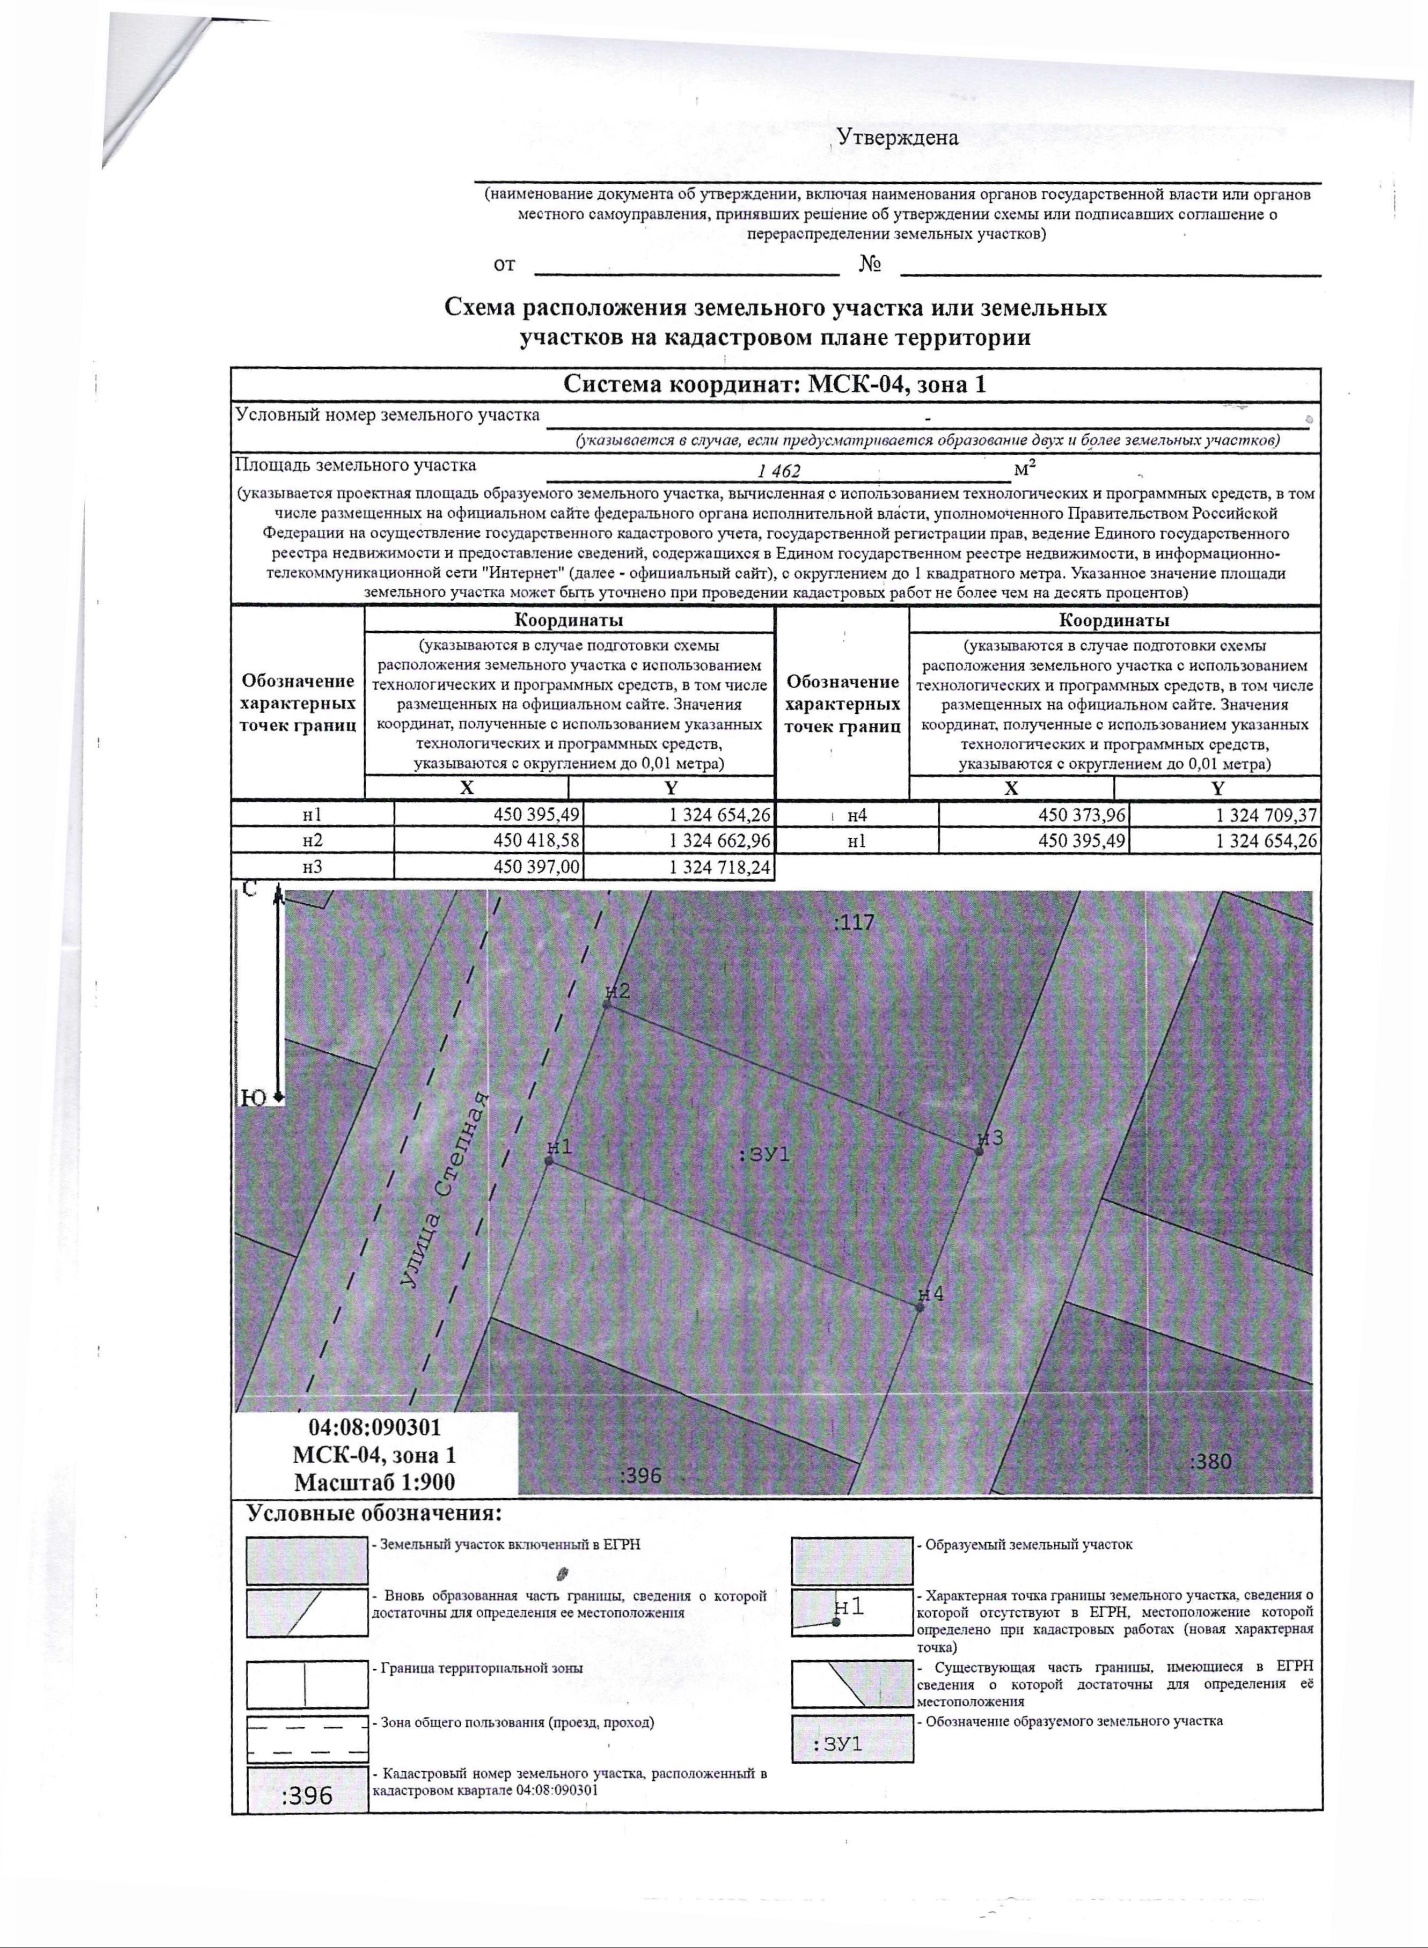 Утверждена
(наименование документа об утверждении, включая наименования органов государственной власти или органов
местного самоуправления, принявших решение об утверждении схемы или подписавших соглашение о
перераспределении земельных участков)
от № 
Схема расположения земельного участка или земельных
участков на кадастровом плане территории
Система координат: МСК-04, зона 1
Условный номер земельного участка -
(указывается в случае, если предусматривается образование двух и более земельных участков)
Площадь земельного участка 1 462 м²
(указывается проектная площадь образуемого земельного участка, вычисленная с использованием технологических и программных средств, в том
числе размещенных на официальном сайте федерального органа исполнительной власти, уполномоченного Правительством Российской
Федерации на осуществление государственного кадастрового учета, государственной регистрации прав, ведение Единого государственного
реестра недвижимости и предоставление сведений, содержащихся в Едином государственном реестре недвижимости, в информационно-
телекоммуникационной сети "Интернет" (далее - официальный сайт), с округлением до 1 квадратного метра. Указанное значение площади
земельного участка может быть уточнено при проведении кадастровых работ не более чем на десять процентов)
Обозначение
характерных
точек границ
Координаты
(указываются в случае подготовки схемы
расположения земельного участка с использованием
технологических и программных средств, в том числе
размещенных на официальном сайте. Значения
координат, полученные с использованием указанных
технологических и программных средств,
указываются с округлением до 0,01 метра)
X Y
Обозначение
характерных
точек границ
Координаты
(указываются в случае подготовки схемы
расположения земельного участка с использованием
технологических и программных средств, в том числе
размещенных на официальном сайте. Значения
координат, полученные с использованием указанных
технологических и программных средств,
указываются с округлением до 0,01 метра)
X Y
н1 450 395,49 1 324 654,26 н4 450 373,96 1 324 709,37
н2 450 418,58 1 324 662,96 н1 450 395,49 1 324 654,26
н3 450 397,00 1 324 718,24
С
Ю
:117
н2
н1
н3
:ЗУ1
улица Степная
н4
:396
:380
04:08:090301
МСК-04, зона 1
Масштаб 1:900
Условные обозначения:
- Земельный участок включенный в ЕГРН
- Образуемый земельный участок
- Вновь образованная часть границы, сведения о которой
достаточны для определения ее местоположения
н1
- Характерная точка границы земельного участка, сведения о
которой отсутствуют в ЕГРН, местоположение которой
определено при кадастровых работах (новая характерная
точка)
- Граница территориальной зоны
- Существующая часть границы, имеющиеся в ЕГРН
сведения о которой достаточны для определения её
местоположения
- Зона общего пользования (проезд, проход)
:ЗУ1
- Обозначение образуемого земельного участка
:396
- Кадастровый номер земельного участка, расположенный в
кадастровом квартале 04:08:090301